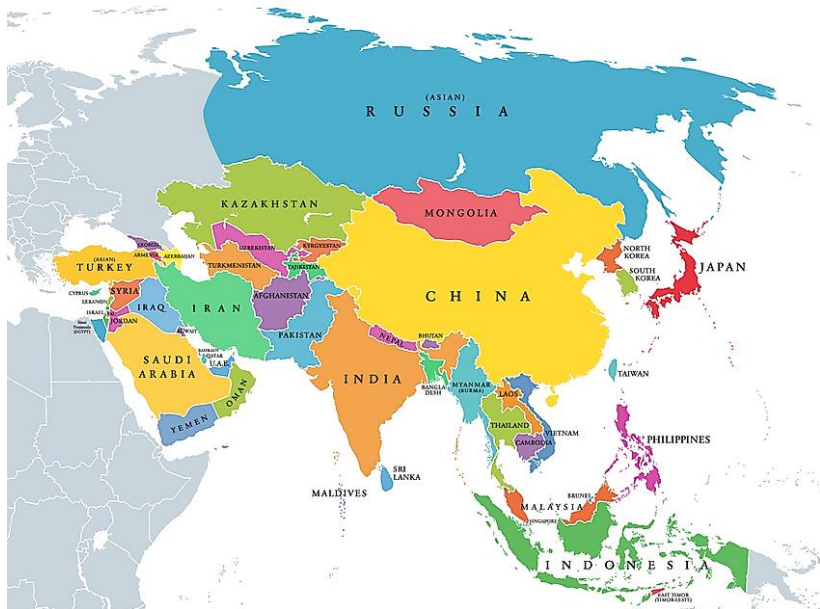 (ASIAN)
RUSSIA
KAZAKHSTAN
MONGOLIA
GEORGIA
ARMENIA
AZERBAIJAN
UZBEKISTAN
KYRGYZSTAN
(ASIAN)
TURKEY
TURKMENISTAN
TAJIKISTAN
NORTH
KOREA
SOUTH
KOREA
JAPAN
CYPRUS
SYRIA
LEBANON
ISRAEL
IRAQ
IRAN
AFGHANISTAN
CHINA
JORDAN
Sinai
Peninsula
(EGYPT)
KUWAIT
PAKISTAN
NEPAL
BHUTAN
BAHRAIN
QATAR
U.A.E.
SAUDI
ARABIA
OMAN
YEMEN
INDIA
BANGLA
DESH
MYANMAR
(BURMA)
LAOS
TAIWAN
THAILAND
VIETNAM
CAMBODIA
PHILIPPINES
SRI
LANKA
MALDIVES
BRUNEI
MALAYSIA
SINGAPORE
INDONESIA
EAST TIMOR
(TIMOR-LESTE)